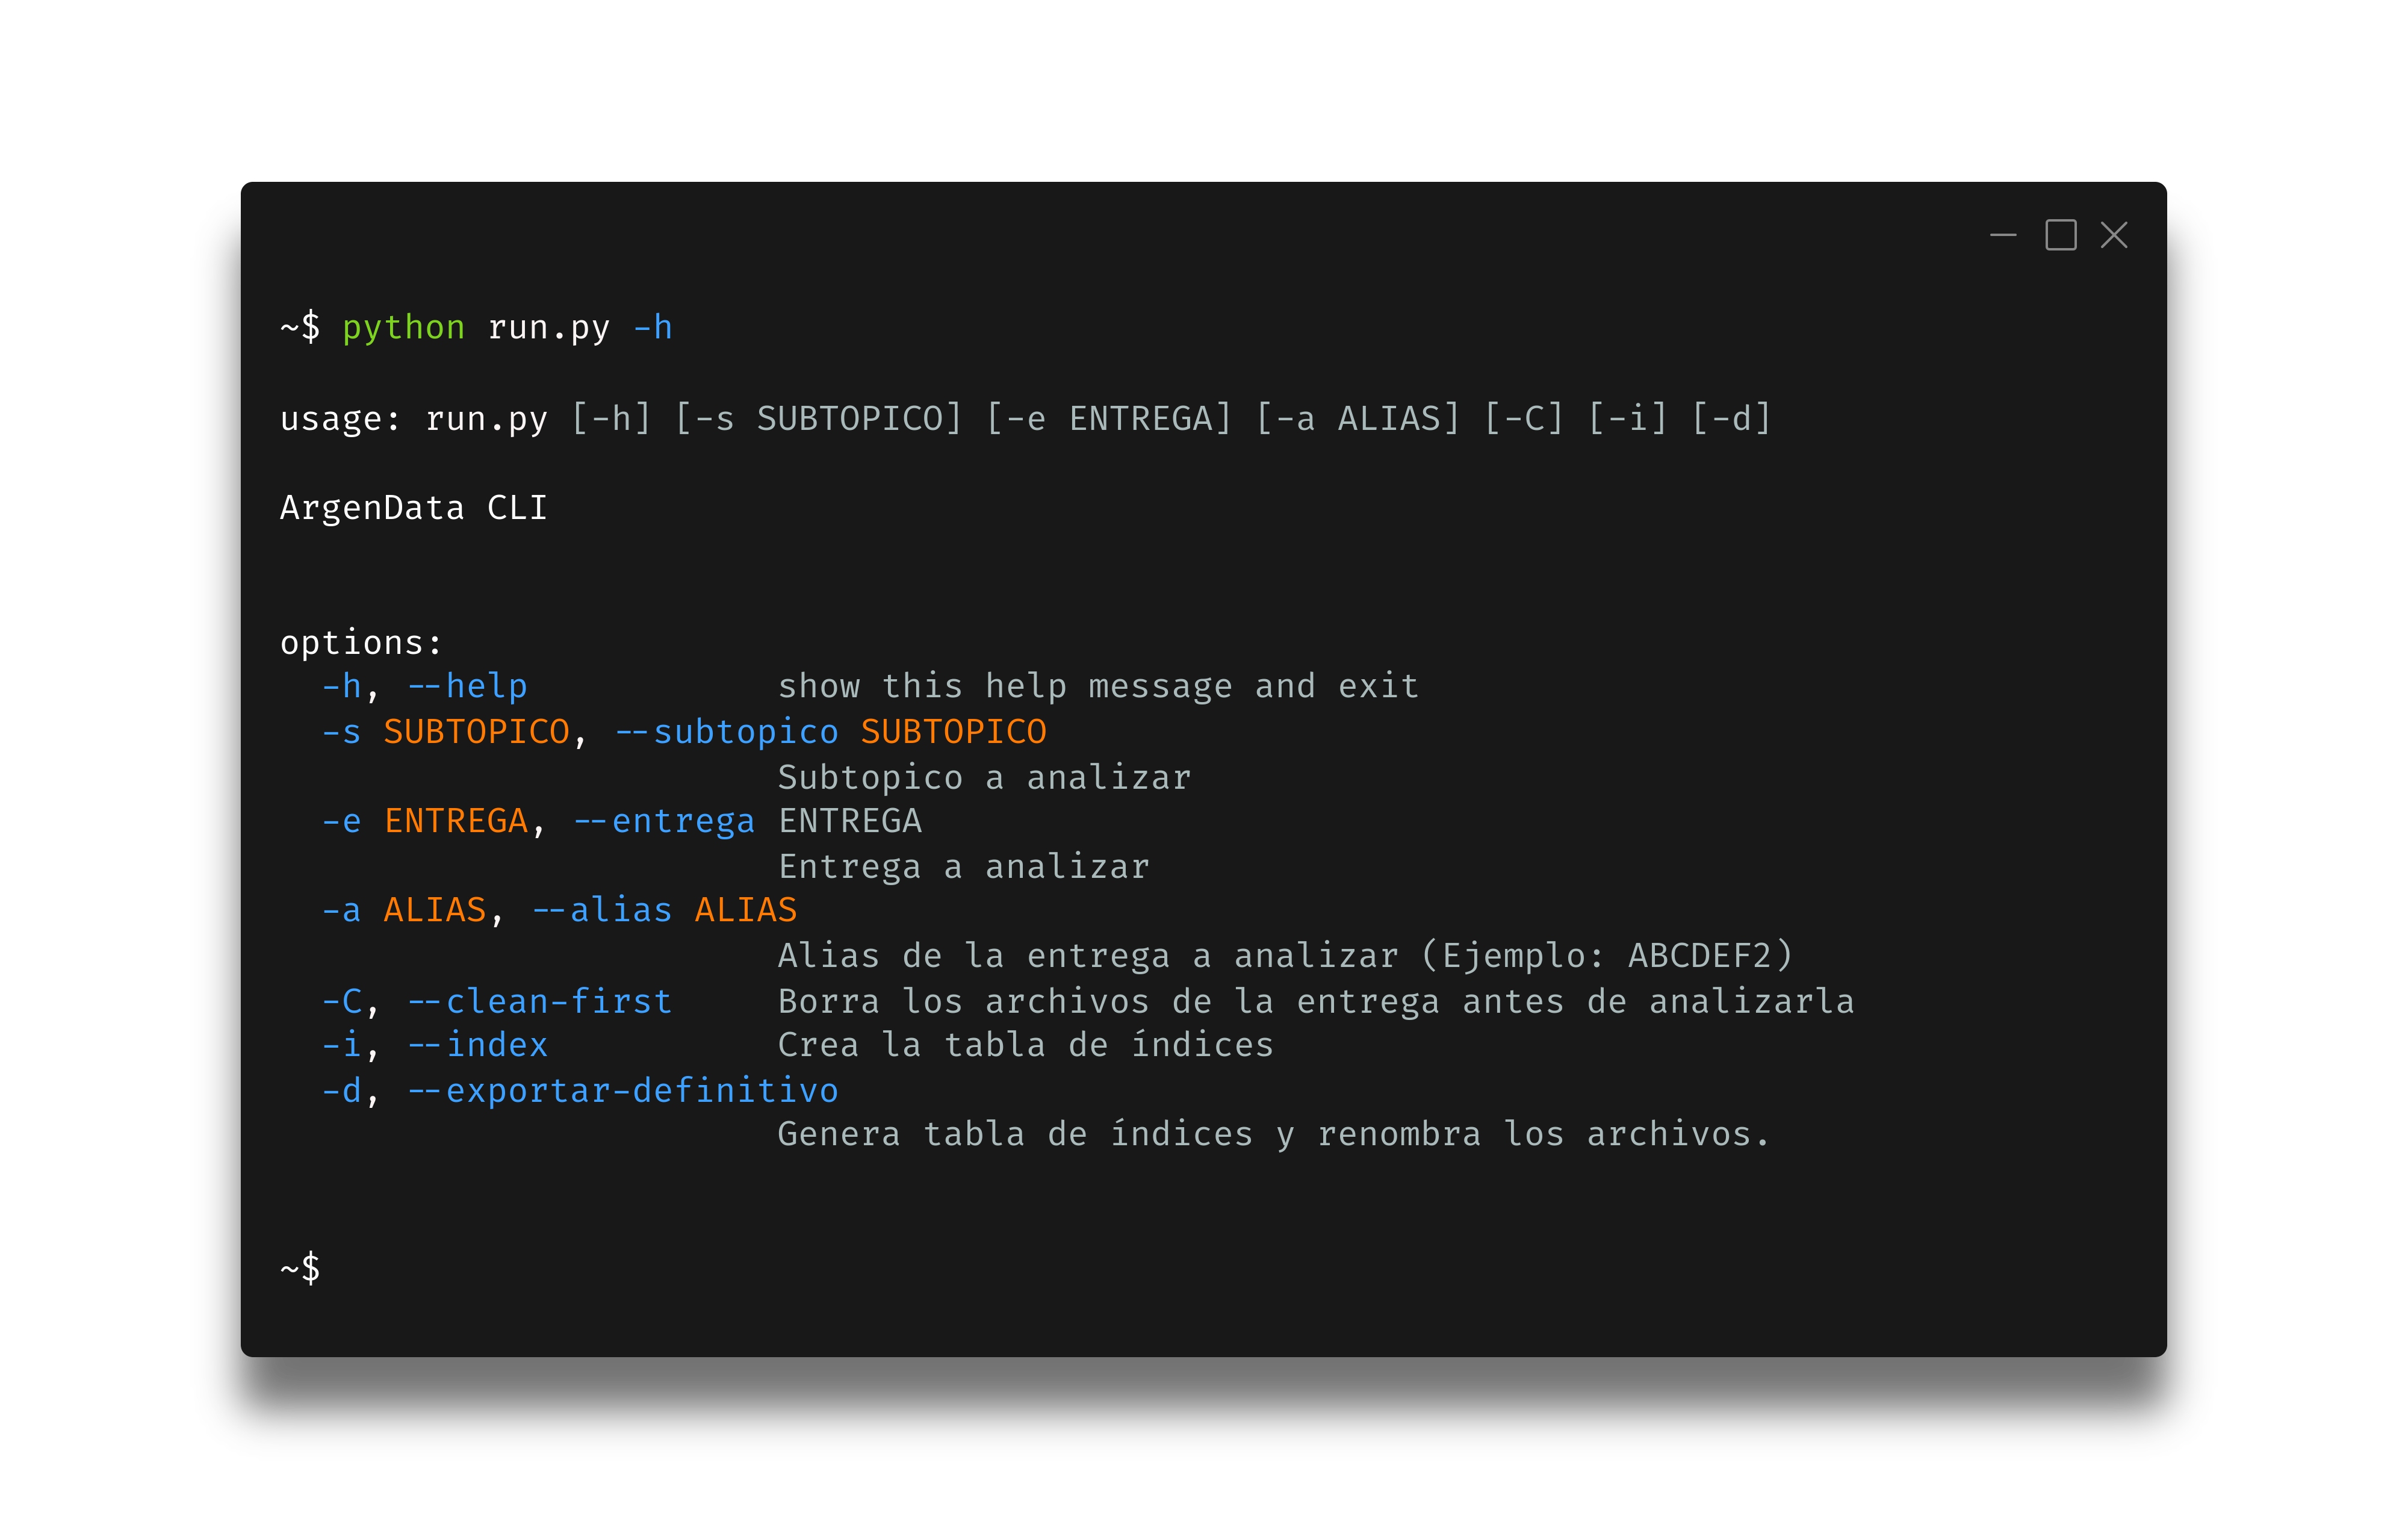 ~$ python run.py -h
usage: run.py [-h] [-s SUBTOPICO] [-e ENTREGA] [-a ALIAS] [-C] [-i] [-d]
ArgenData CLI
options:
-h, --help show this help message and exit
-s SUBTOPICO, --subtopico SUBTOPICO
Subtopico a analizar
-e ENTREGA, --entrega ENTREGA
Entrega a analizar
-a ALIAS, --alias ALIAS
Alias de la entrega a analizar (Ejemplo: ABCDEF2)
-C, --clean-first Borra los archivos de la entrega antes de analizarla
-i, --index Crea la tabla de índices
-d, --exportar-definitivo
Genera tabla de índices y renombra los archivos.
~$